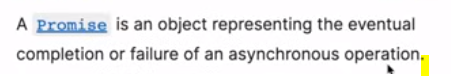 A Promise is an object representing the eventual
completion or failure of an asynchronous operation.